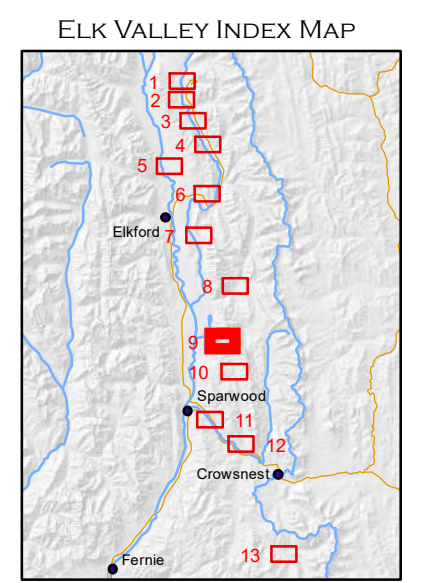 ELK VALLEY INDEX MAP
1
2
3
4
5
6
Elkford
7
8
9
10
Sparwood
11
12
Crowsnest
13
Fernie